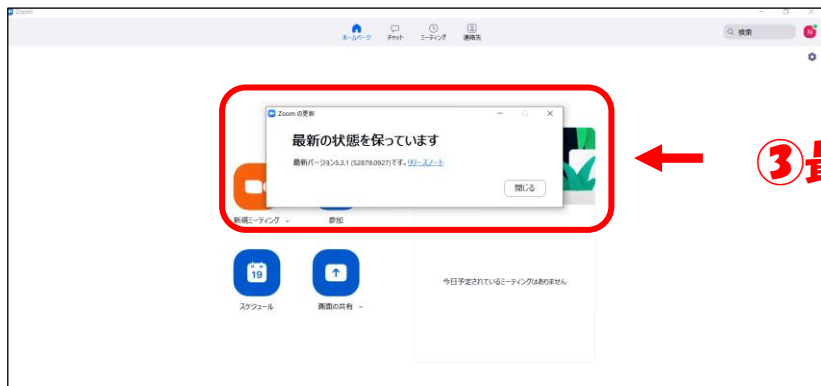 Zoom
ホームページ チャット ミーティング 連絡先
検索
N
Zoom の更新
最新の状態を保っています
最新バージョン5.3.1 (52879.0927)です。リリースノート
閉じる
③最
新規ミーティング 参加
19
スケジュール 画面の共有
今日予定されているミーティングはありません